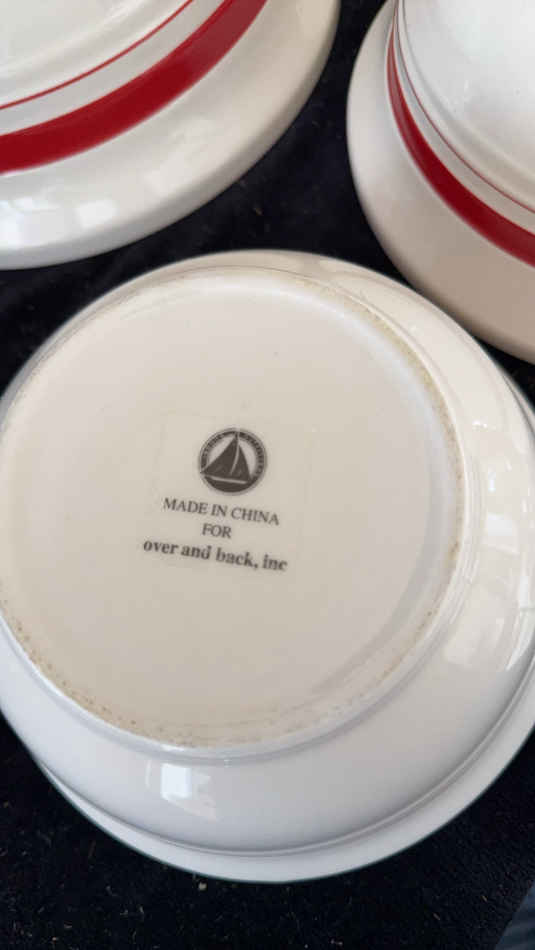 MADE IN CHINA
FOR
over and back, inc